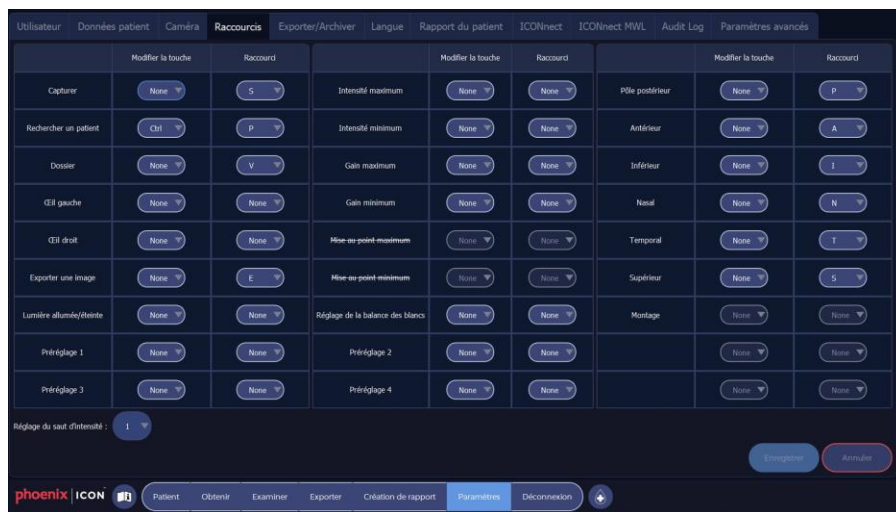 Utilisateur Données patient Caméra Raccourcis Exporter/Archiver Langue Rapport du patient ICONnect ICONnect MWL Audit Log Paramètres avancés
Modifier la touche Raccourci Modifier la touche Raccourci Modifier la touche Raccourci
Capturer None S Intensité maximum None None Pôle postérieur None P
Rechercher un patient Ctrl P Intensité minimum None None Antérieur None A
Dossier None V Gain maximum None None Inférieur None I
Œil gauche None None Gain minimum None None Nasal None N
Œil droit None None Mise au point maximum None None Temporal None T
Exporter une image None E Mise au point minimum None None Supérieur None S
Lumière allumée/éteinte None None Réglage de la balance des blancs None None Montage None None
Préréglage 1 None None Préréglage 2 None None None None
Préréglage 3 None None Préréglage 4 None None None None
Réglage du saut d'intensité : 1
Enregistrer Annuler
phoenix ICON Patient Obtenir Examiner Exporter Création de rapport Paramètres Déconnexion